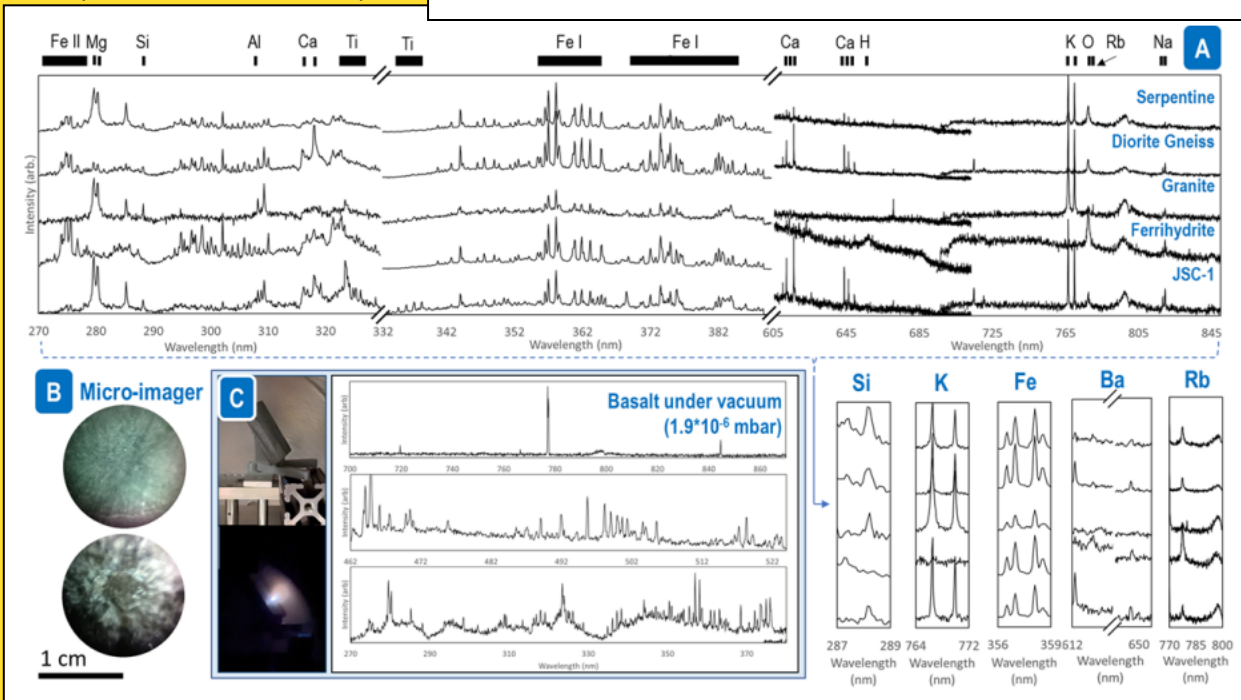 Fe II Mg Si Al Ca Ti Ti Fe I Fe I Ca Ca H K O Rb Na
A
Serpentine
Diorite Gneiss
Granite
Ferrihydrite
JSC-1
Intensity (arb.)
270 280 290 300 310 320 332 342 352 362 372 382 605 645 685 725 765 805 845
Wavelength (nm) Wavelength (nm) Wavelength (nm)
B Micro-imager
1 cm
C
Basalt under vacuum
(1.9*10-6 mbar)
Intensity (arb)
700 720 740 760 780 800 820 840 860
Intensity (arb)
462 472 482 492 502 512 522
Intensity (arb)
270 290 310 330 350 370
Wavelength (nm)
Si K Fe Ba Rb
287 289 764 772 356 359 612 650 770 785 800
Wavelength Wavelength Wavelength Wavelength Wavelength
(nm) (nm) (nm) (nm) (nm)